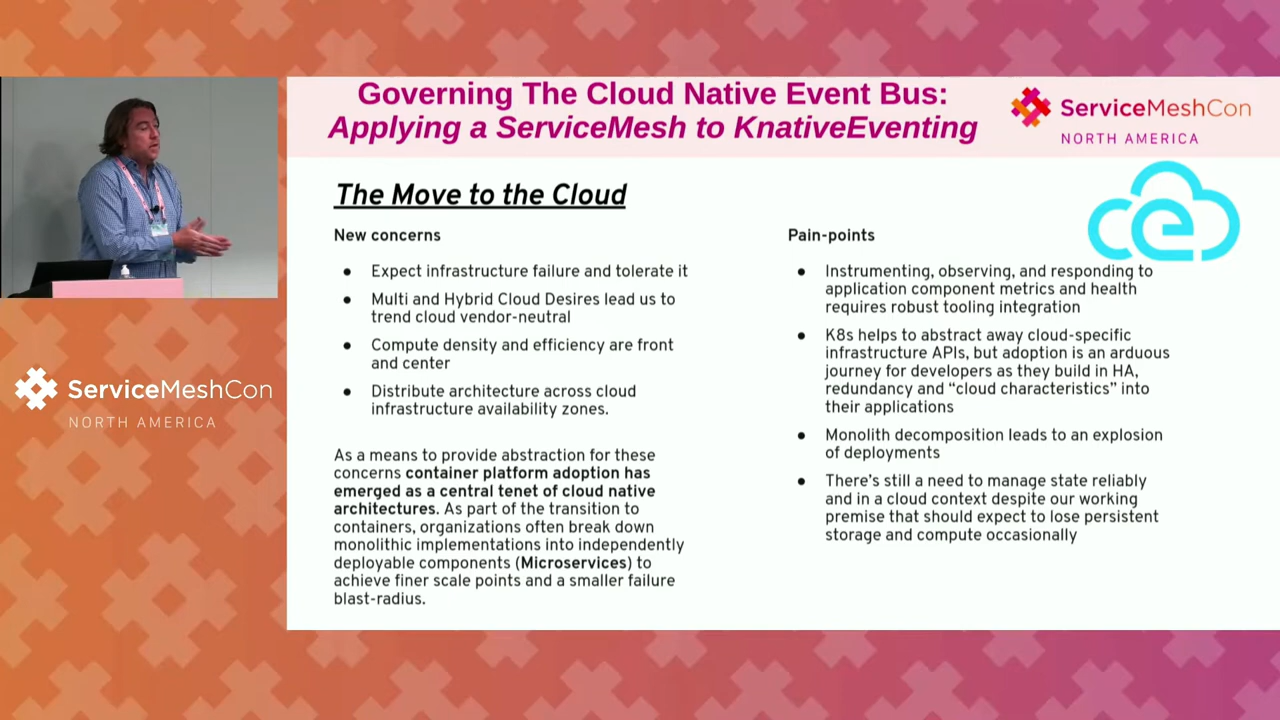 Governing The Cloud Native Event Bus:
Applying a ServiceMesh to KnativeEventing
ServiceMeshCon
NORTH AMERICA
The Move to the Cloud
New concerns
● Expect infrastructure failure and tolerate it
● Multi and Hybrid Cloud Desires lead us to
trend cloud vendor-neutral
● Compute density and efficiency are front
and center
● Distribute architecture across cloud
infrastructure availability zones.
As a means to provide abstraction for these
concerns container platform adoption has
emerged as a central tenet of cloud native
architectures. As part of the transition to
containers, organizations often break down
monolithic implementations into independently
deployable components (Microservices) to
achieve finer scale points and a smaller failure
blast-radius.
Pain-points
● Instrumenting, observing, and responding to
application component metrics and health
requires robust tooling integration
● K8s helps to abstract away cloud-specific
infrastructure APIs, but adoption is an arduous
journey for developers as they build in HA,
redundancy and “cloud characteristics” into
their applications
● Monolith decomposition leads to an explosion
of deployments
● There’s still a need to manage state reliably
and in a cloud context despite our working
premise that should expect to lose persistent
storage and compute occasionally
ServiceMeshCon
NORTH AMERICA